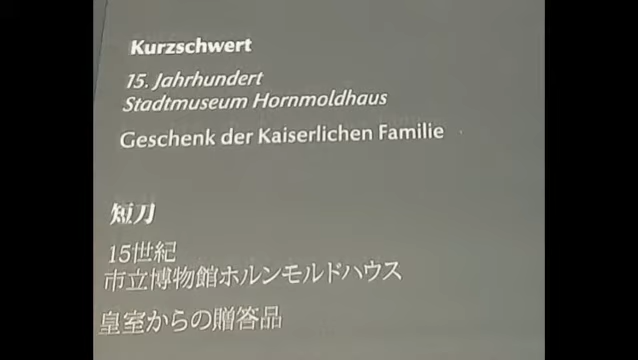 Kurzschwert
15. Jahrhundert
Stadtmuseum Hornmoldhaus
Geschenk der Kaiserlichen Familie
短刀
15世紀
市立博物館ホルンモルドハウス
皇室からの贈答品